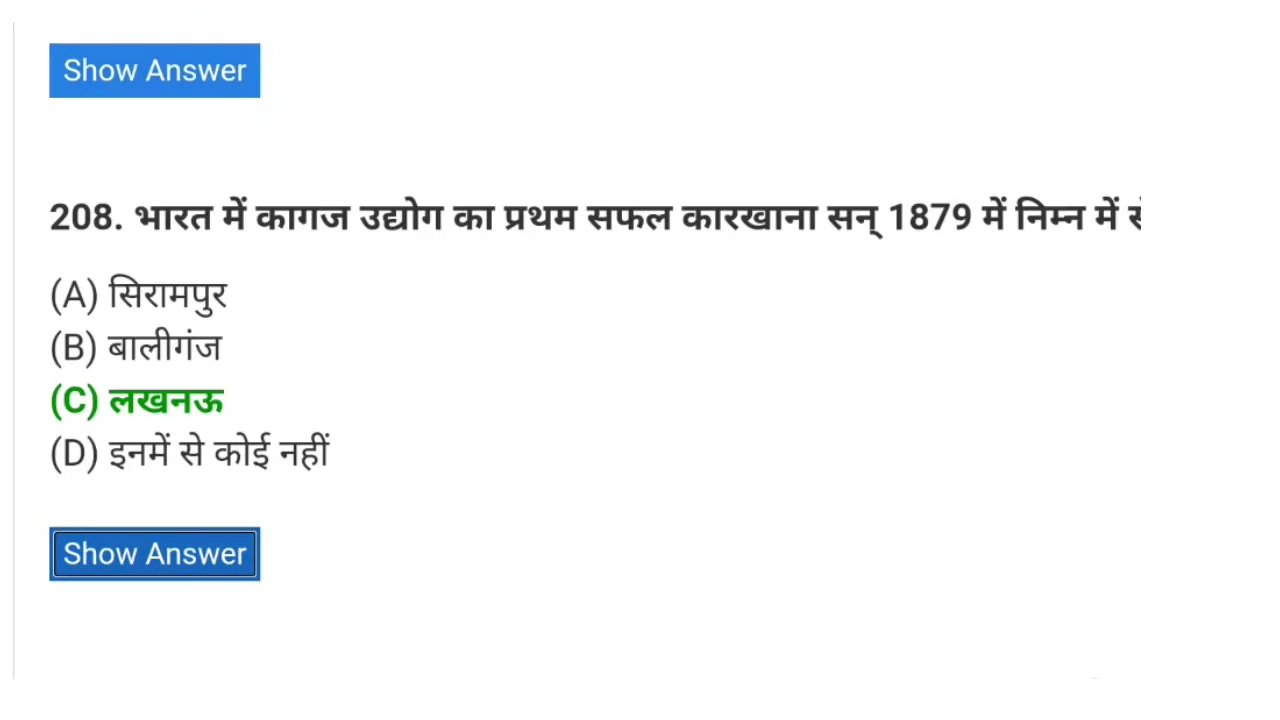 Show Answer
208. भारत में कागज उद्योग का प्रथम सफल कारखाना सन् 1879 में निम्न में
(A) सिरामपुर
(B) बालीगंज
(C) लखनऊ
(D) इनमें से कोई नहीं
Show Answer